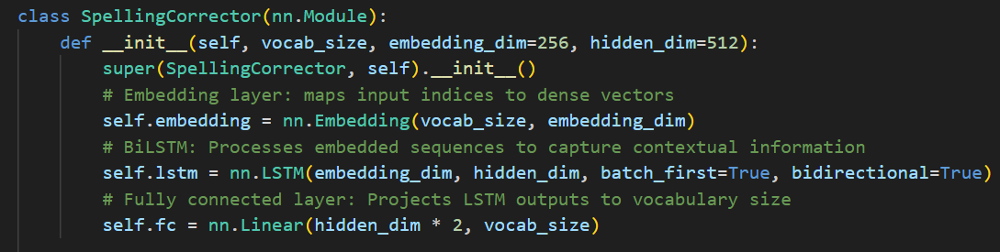 class SpellingCorrector(nn.Module):
    def __init__(self, vocab_size, embedding_dim=256, hidden_dim=512):
        super(SpellingCorrector, self).__init__()
        # Embedding layer: maps input indices to dense vectors
        self.embedding = nn.Embedding(vocab_size, embedding_dim)
        # BiLSTM: Processes embedded sequences to capture contextual information
        self.lstm = nn.LSTM(embedding_dim, hidden_dim, batch_first=True, bidirectional=True)
        # Fully connected layer: Projects LSTM outputs to vocabulary size
        self.fc = nn.Linear(hidden_dim * 2, vocab_size)